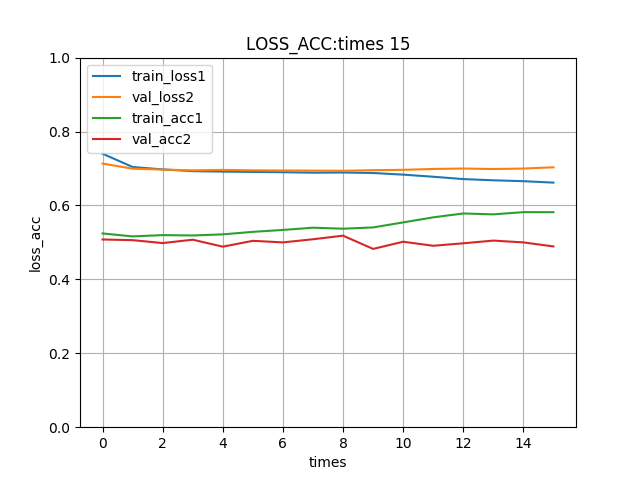 LOSS_ACC:times 15
train_loss1
val_loss2
train_acc1
val_acc2
1.0
0.8
0.6
0.4
0.2
0.0
loss_acc
0 2 4 6 8 10 12 14
times